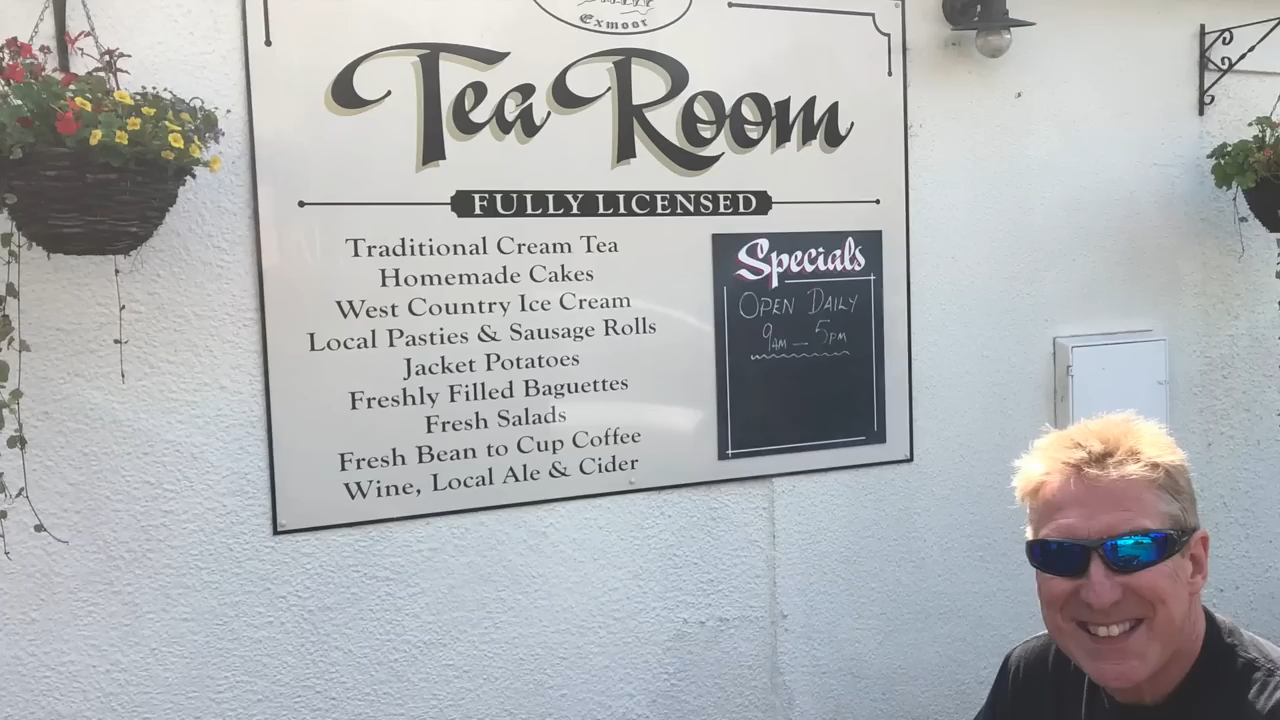 Exmoor
Tea Room
FULLY LICENSED
Traditional Cream Tea
Homemade Cakes
West Country Ice Cream
Local Pasties & Sausage Rolls
Jacket Potatoes
Freshly Filled Baguettes
Fresh Salads
Fresh Bean to Cup Coffee
Wine, Local Ale & Cider
Specials
OPEN DAILY
9AM — 5PM